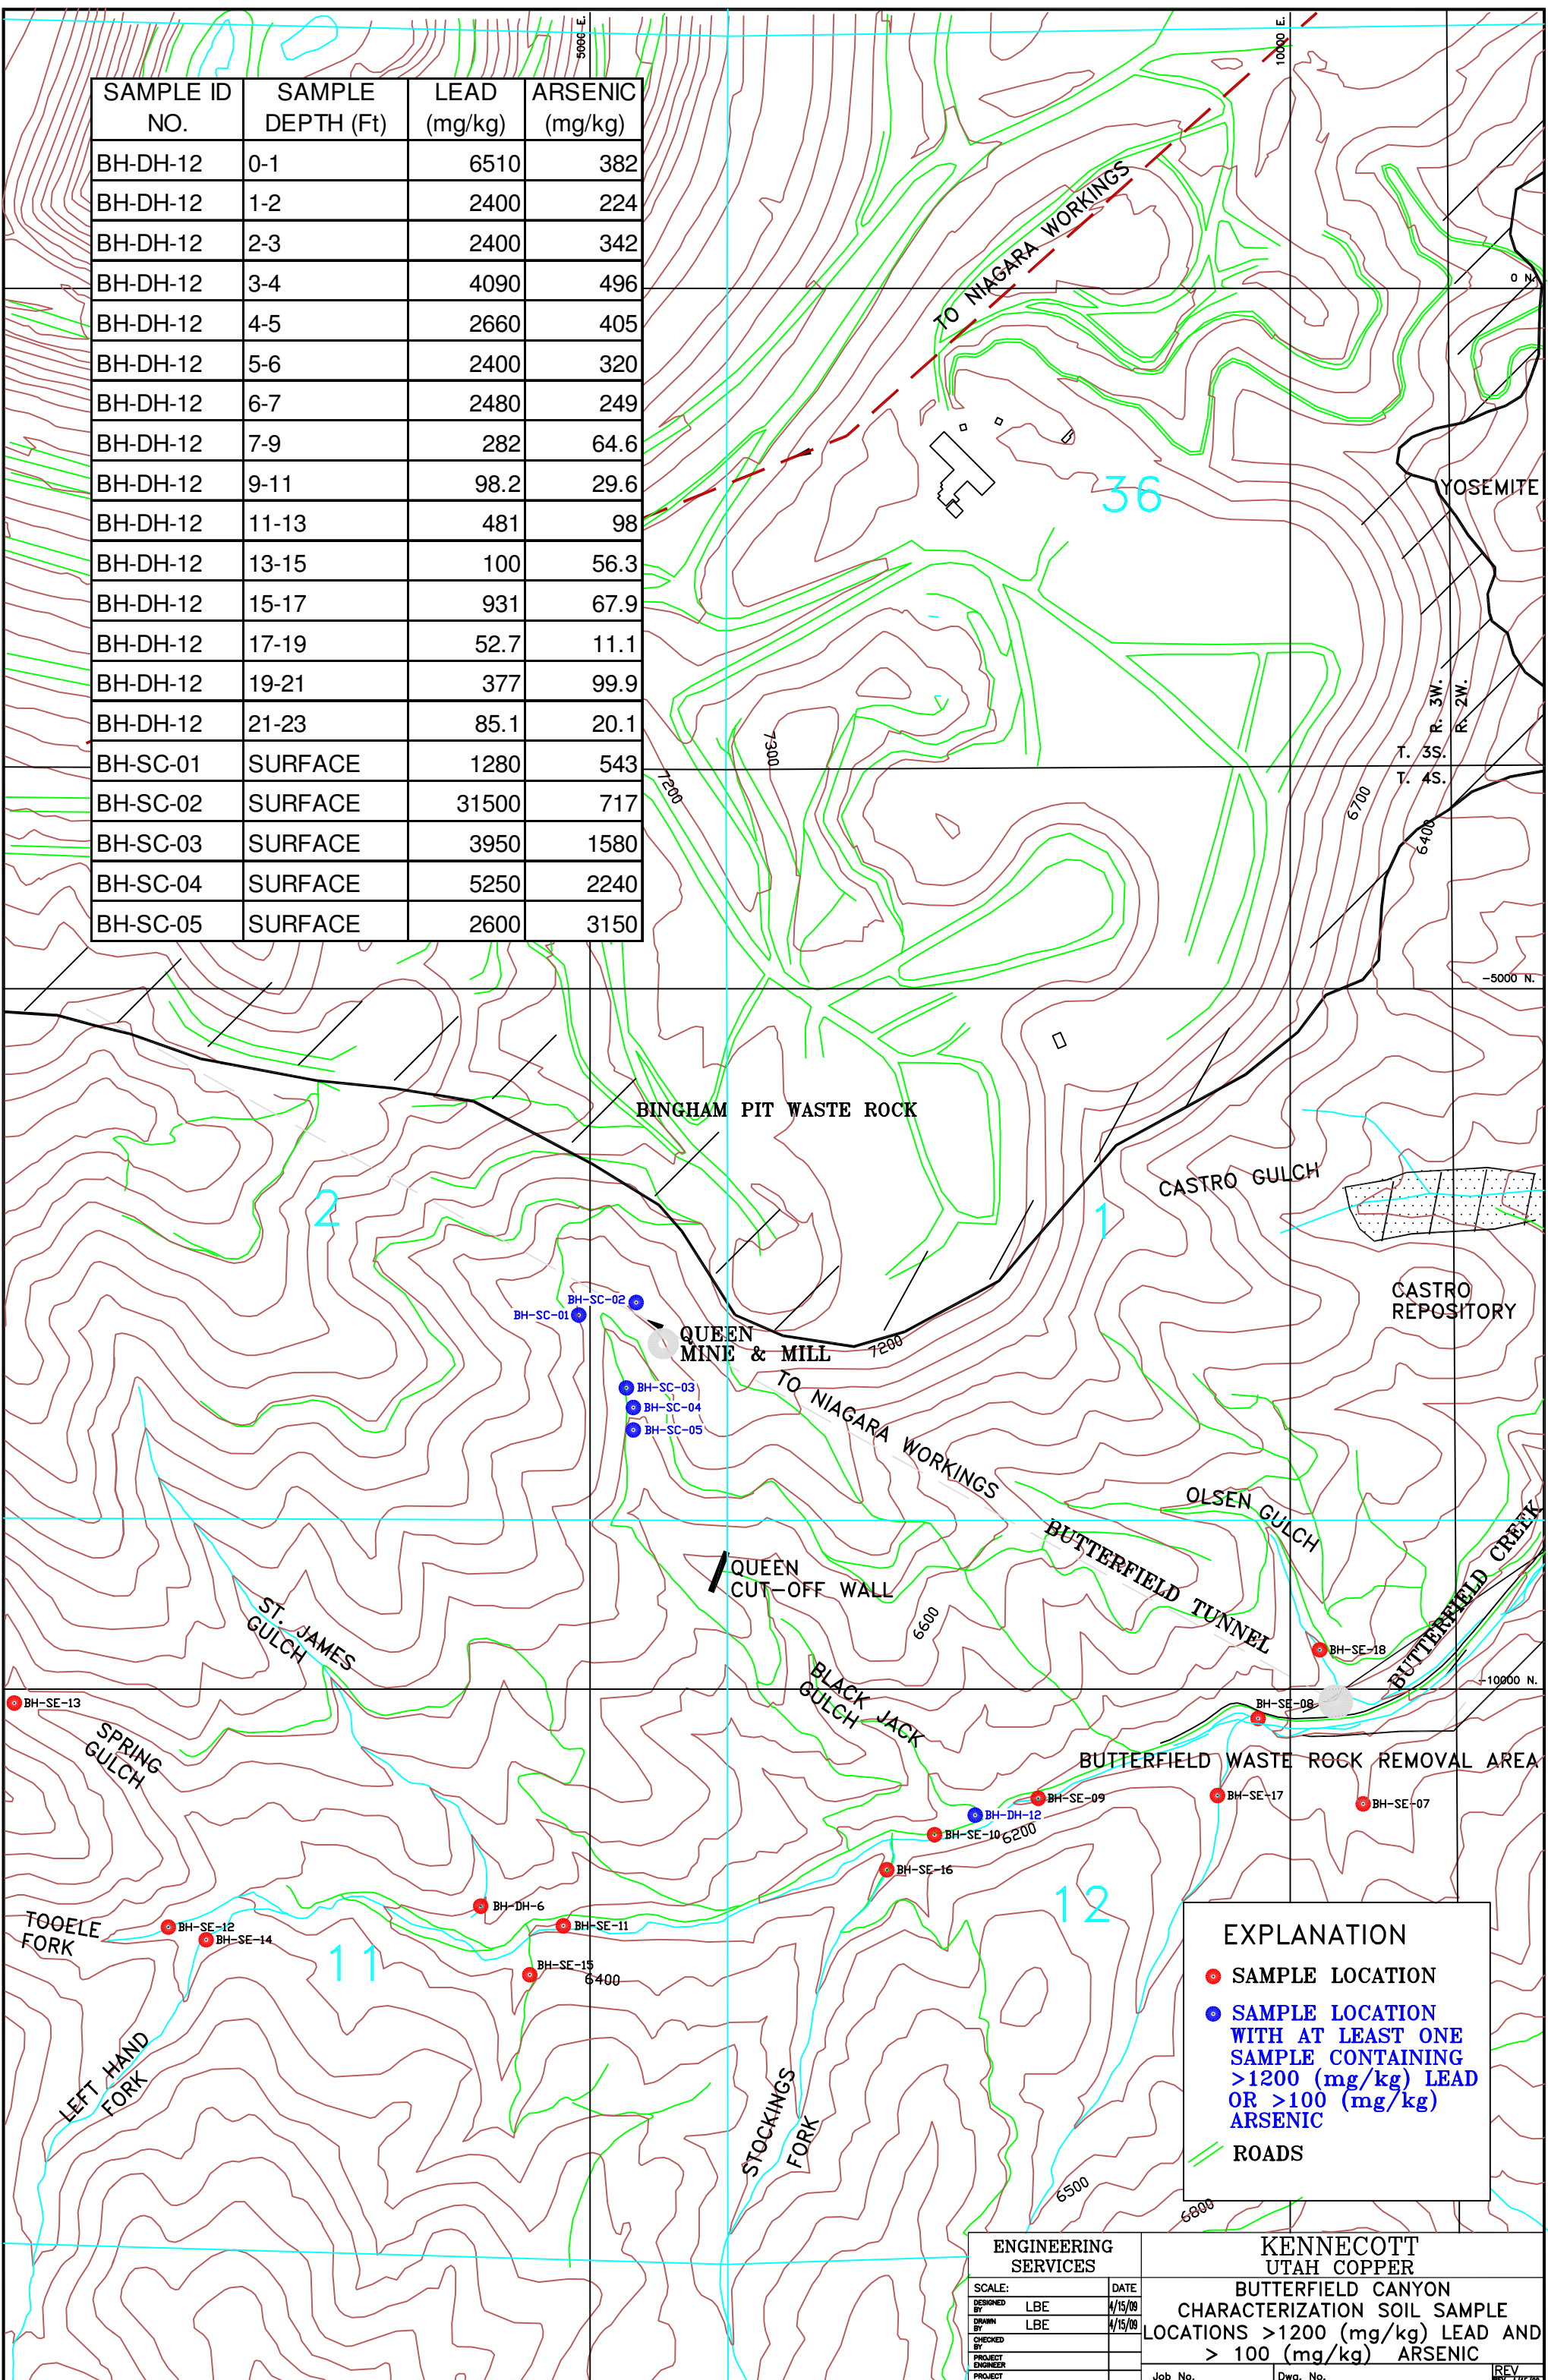 5000 E.
10000 E.
SAMPLE ID NO. SAMPLE DEPTH (Ft) LEAD (mg/kg) ARSENIC (mg/kg)
BH-DH-12 0-1 6510 382
BH-DH-12 1-2 2400 224
BH-DH-12 2-3 2400 342
BH-DH-12 3-4 4090 496
BH-DH-12 4-5 2660 405
BH-DH-12 5-6 2400 320
BH-DH-12 6-7 2480 249
BH-DH-12 7-9 282 64.6
BH-DH-12 9-11 98.2 29.6
BH-DH-12 11-13 481 98
BH-DH-12 13-15 100 56.3
BH-DH-12 15-17 931 67.9
BH-DH-12 17-19 52.7 11.1
BH-DH-12 19-21 377 99.9
BH-DH-12 21-23 85.1 20.1
BH-SC-01 SURFACE 1280 543
BH-SC-02 SURFACE 31500 717
BH-SC-03 SURFACE 3950 1580
BH-SC-04 SURFACE 5250 2240
BH-SC-05 SURFACE 2600 3150
TO NIAGARA WORKINGS
0 N.
36
YOSEMITE
R. 3W.
R. 2W.
T. 3S.
T. 4S.
7300
7200
6700
6400
-5000 N.
BINGHAM PIT WASTE ROCK
2
1
CASTRO GULCH
CASTRO
REPOSITORY
BH-SC-02
BH-SC-01
QUEEN
MINE & MILL
7200
BH-SC-03
BH-SC-04
BH-SC-05
TO NIAGARA WORKINGS
OLSEN GULCH
BUTTERFIELD TUNNEL
BUTTERFIELD CREEK
QUEEN
CUT-OFF WALL
6600
ST. JAMES
GULCH
BLACK JACK
GULCH
BH-SE-18
-10000 N.
BH-SE-13
BH-SE-08
SPRING
GULCH
BUTTERFIELD WASTE ROCK REMOVAL AREA
BH-SE-09
BH-SE-17
BH-SE-07
BH-DH-12
BH-SE-10
6200
BH-SE-16
12
BH-DH-6
TOOELE
FORK
BH-SE-12
BH-SE-14
BH-SE-11
11
BH-SE-15
6400
LEFT HAND
FORK
STOCKINGS
FORK
6500
6800
EXPLANATION
SAMPLE LOCATION
SAMPLE LOCATION
WITH AT LEAST ONE
SAMPLE CONTAINING
>1200 (mg/kg) LEAD
OR >100 (mg/kg)
ARSENIC
ROADS
ENGINEERING
SERVICES
SCALE: DATE
DESIGNED BY LBE 4/15/09
DRAWN BY LBE 4/15/09
CHECKED BY
PROJECT ENGINEER
PROJECT
KENNECOTT
UTAH COPPER
BUTTERFIELD CANYON
CHARACTERIZATION SOIL SAMPLE
LOCATIONS >1200 (mg/kg) LEAD AND
> 100 (mg/kg) ARSENIC
Job No. Dwg. No. REV